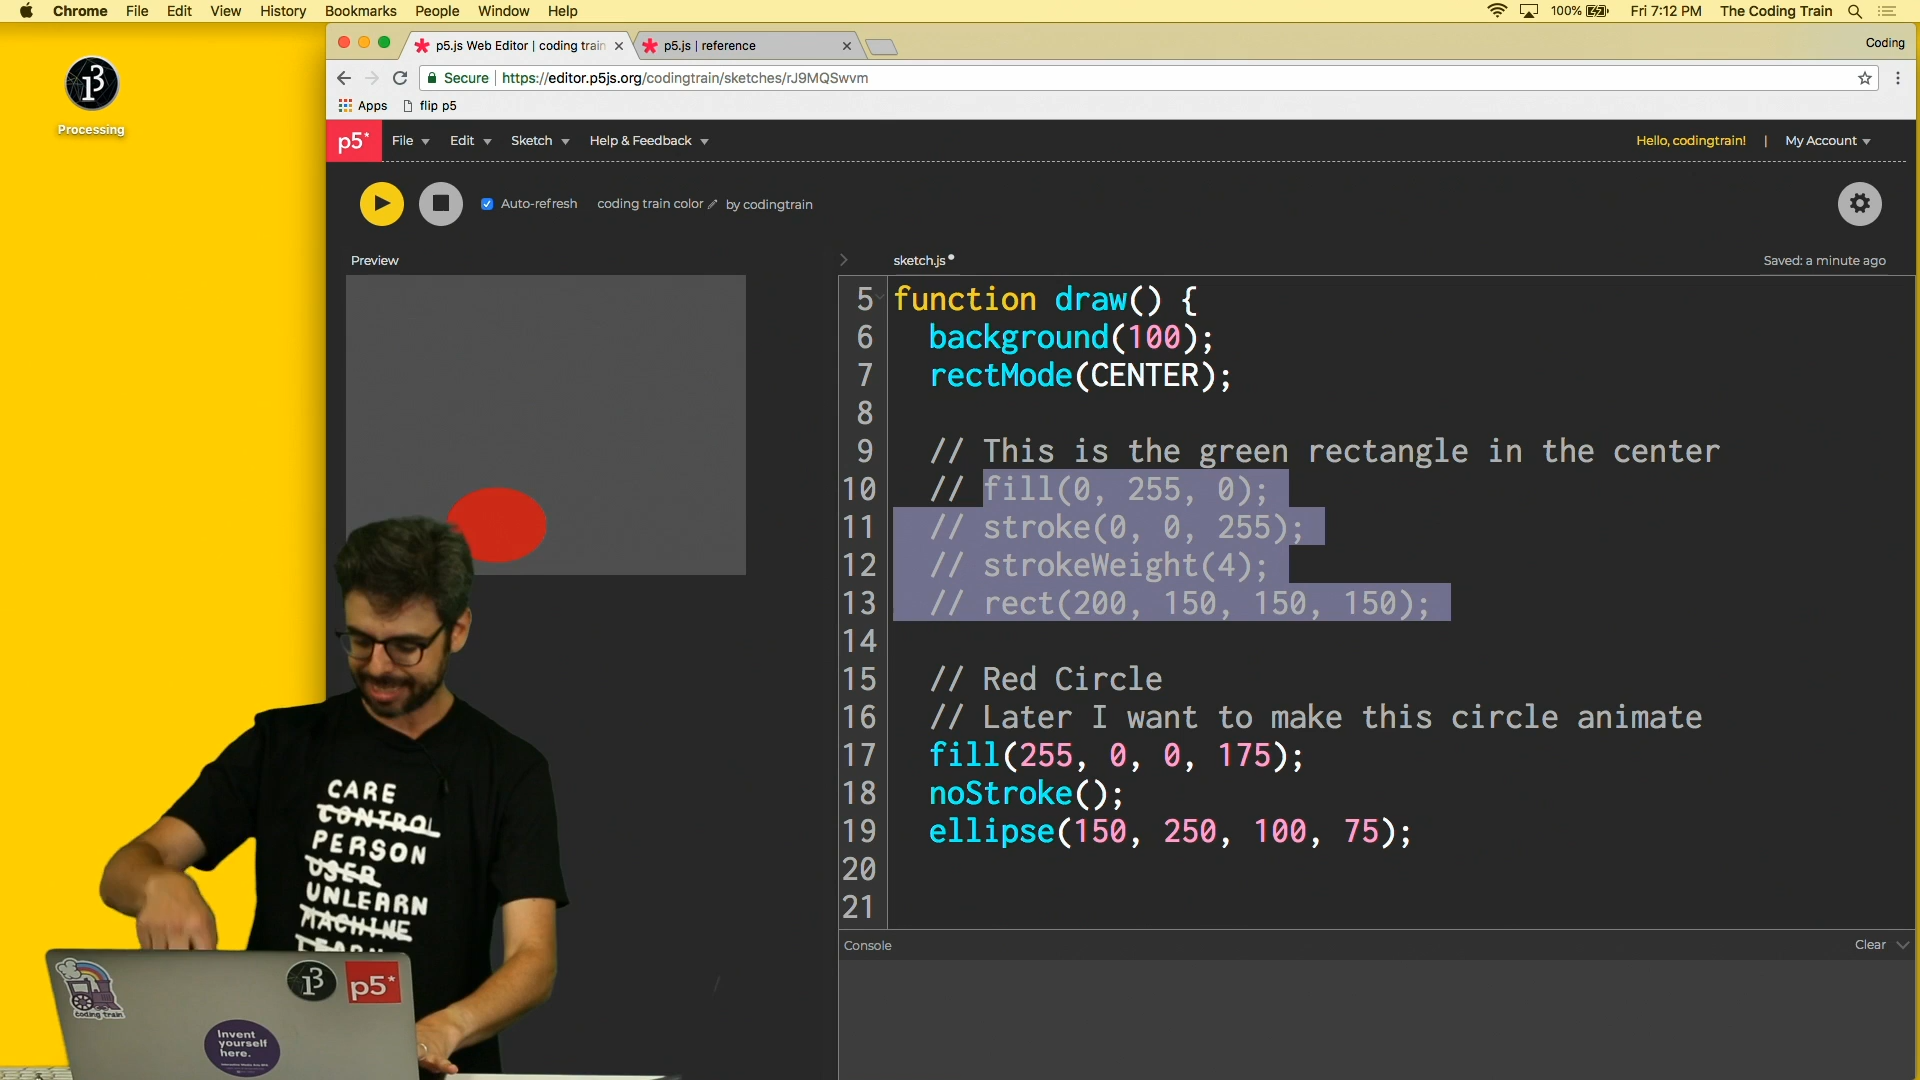 Chrome File Edit View History Bookmarks People Window Help 100% Fri 7:12 PM The Coding Train
Processing
p5.js Web Editor | coding train
p5.js | reference
Coding
Secure https://editor.p5js.org/codingtrain/sketches/rJ9MQSwvm
Apps flip p5
p5* File Edit Sketch Help & Feedback Hello, codingtrain! | My Account
Auto-refresh coding train color by codingtrain
Preview
sketch.js
Saved: a minute ago
5 function draw() {
6 background(100);
7 rectMode(CENTER);
8
9 // This is the green rectangle in the center
10 // fill(0, 255, 0);
11 // stroke(0, 0, 255);
12 // strokeWeight(4);
13 // rect(200, 150, 150, 150);
14
15 // Red Circle
16 // Later I want to make this circle animate
17 fill(255, 0, 0, 175);
18 noStroke();
19 ellipse(150, 250, 100, 75);
20
21
Console Clear
CARE
CONTROL
PERSON
USER
UNLEARN
MACHINE
LEARN
p5*
coding train
Invent
yourself
here.